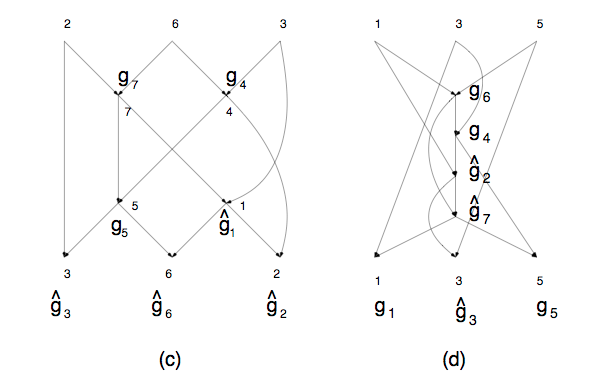 2 6 3 1 3 5
g₇ g₄ g₆
7 4
g₄
ĝ₂
5 1 ĝ₇
g₅ ĝ₁
3 6 2 1 3 5
ĝ₃ ĝ₆ ĝ₂ g₁ ĝ₃ g₅
(c) (d)